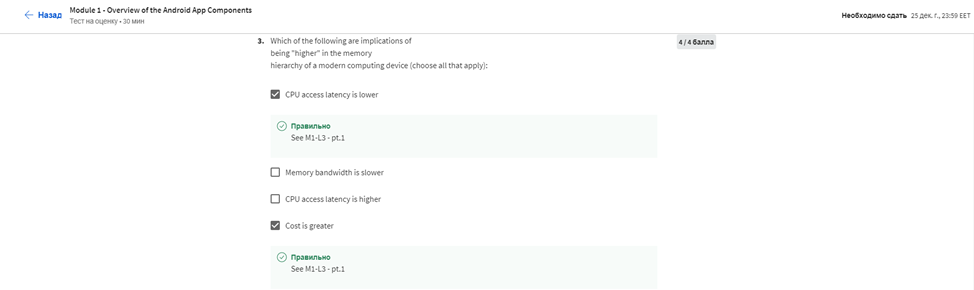 Назад
Module 1 - Overview of the Android App Components
Тест на оценку • 30 мин
Необходимо сдать 25 дек. г., 23:59 EET
3. Which of the following are implications of
being "higher" in the memory
hierarchy of a modern computing device (choose all that apply):
4 / 4 балла
CPU access latency is lower
Правильно
See M1-L3 - pt.1
Memory bandwidth is slower
CPU access latency is higher
Cost is greater
Правильно
See M1-L3 - pt.1